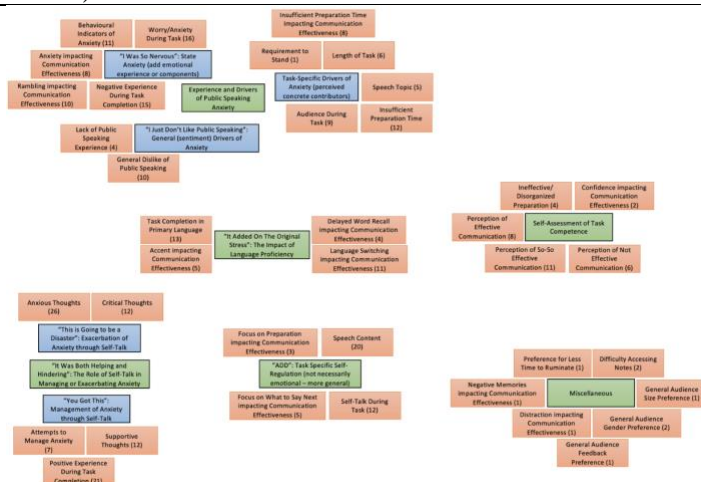 Behavioural
Indicators of
Anxiety (11)
Worry/Anxiety
During Task (16)
Anxiety Impacting
Communication
Effectiveness (8)
"I Was So Nervous": State
Anxiety (add emotional
experience or components)
Rambling Impacting
Communication
Effectiveness (10)
Negative Experience
During Task
Completion (15)
Experience and Drivers
of Public Speaking
Anxiety
Lack of Public
Speaking
Experience (4)
"I Just Don't Like Public Speaking":
General (sentiment) Drivers of
Anxiety
General Dislike of
Public Speaking
(10)
Insufficient Preparation Time
Impacting Communication
Effectiveness (8)
Requirement to
Stand (1)
Length of Task (6)
Task-Specific Drivers of
Anxiety (perceived
concrete contributors)
Speech Topic (5)
Audience During
Task (9)
Insufficient
Preparation Time
(12)
Task Completion in
Primary Language
(13)
Accent Impacting
Communication
Effectiveness (5)
"It Added On The Original
Stress": The Impact of
Language Proficiency
Delayed Word Recall
Impacting Communication
Effectiveness (4)
Language Switching
Impacting Communication
Effectiveness (11)
Ineffective/
Disorganized
Preparation (4)
Confidence Impacting
Communication
Effectiveness (2)
Perception of
Effective
Communication (8)
Self-Assessment of Task
Competence
Perception of So-So
Effective
Communication (11)
Perception of Not
Effective
Communication (6)
Anxious Thoughts
(26)
Critical Thoughts
(12)
"This is Going to be a
Disaster": Exacerbation of
Anxiety through Self-Talk
"It Was Both Helping and
Hindering": The Role of Self-Talk in
Managing or Exacerbating Anxiety
"You Got This":
Management of Anxiety
through Self-Talk
Attempts to
Manage Anxiety
(7)
Supportive
Thoughts (12)
Positive Experience
During Task
Completion (21)
Focus on Preparation
Impacting Communication
Effectiveness (3)
Speech Content
(20)
"ADD": Task Specific Self-
Regulation (not necessarily
emotional – more general)
Focus on What to Say Next
Impacting Communication
Effectiveness (5)
Self-Talk During
Task (12)
Preference for Less
Time to Ruminate (1)
Difficulty Accessing
Notes (2)
Negative Memories
Impacting Communication
Effectiveness (1)
Miscellaneous
General Audience
Size Preference (1)
Distraction Impacting
Communication
Effectiveness (1)
General Audience
Gender Preference (2)
General Audience
Feedback
Preference (1)